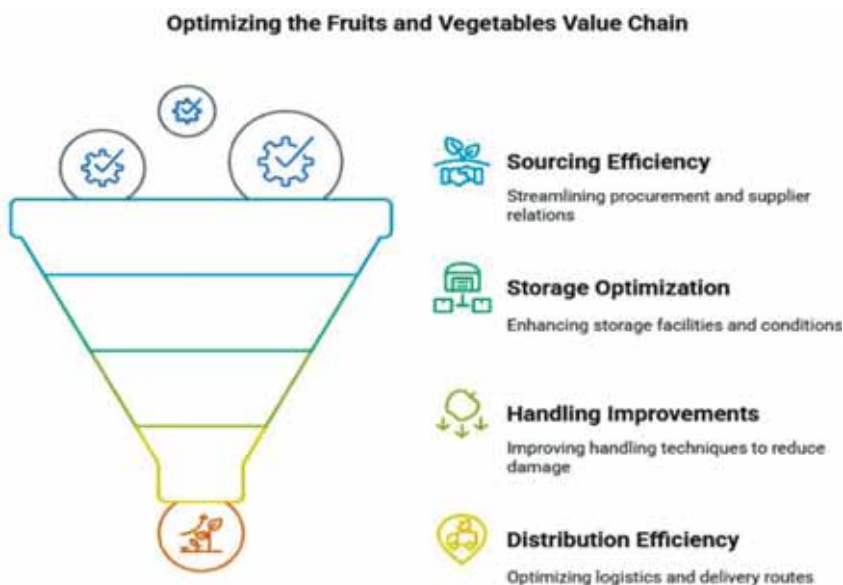 Optimizing the Fruits and Vegetables Value Chain
Sourcing Efficiency
Streamlining procurement and supplier
relations
Storage Optimization
Enhancing storage facilities and conditions
Handling Improvements
Improving handling techniques to reduce
damage
Distribution Efficiency
Optimizing logistics and delivery routes